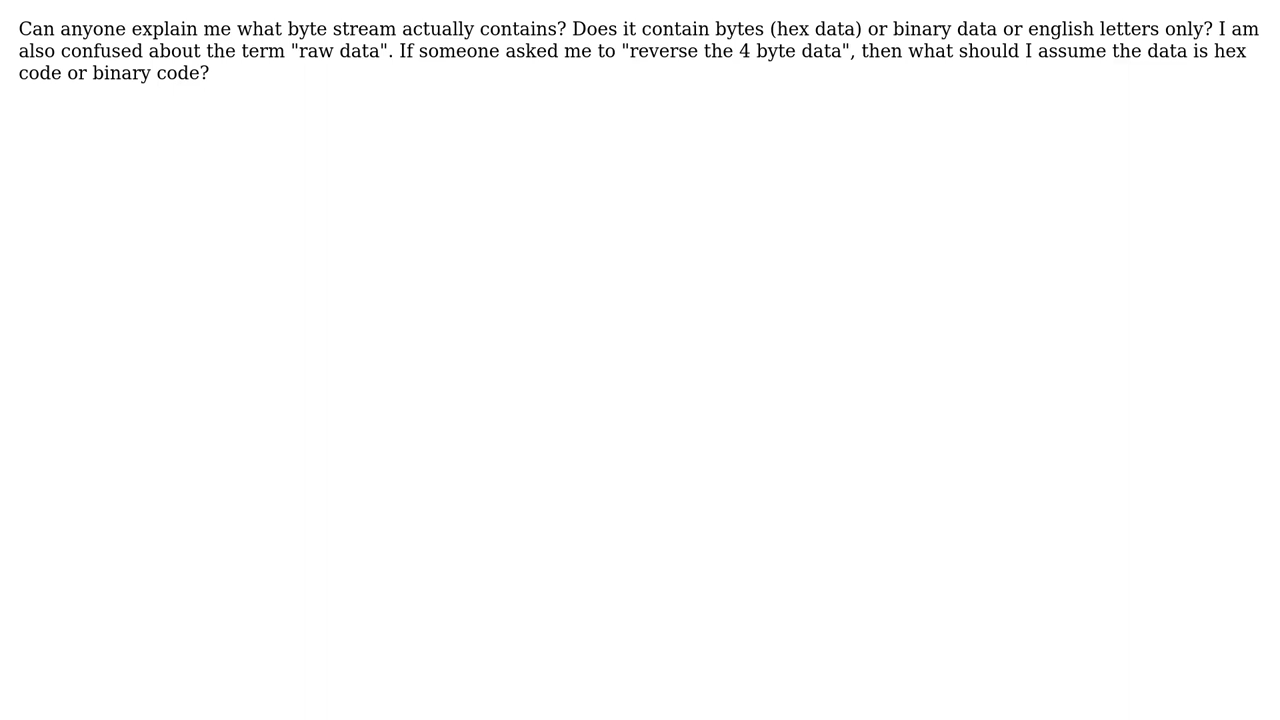 Can anyone explain me what byte stream actually contains? Does it contain bytes (hex data) or binary data or english letters only? I am
also confused about the term "raw data". If someone asked me to "reverse the 4 byte data", then what should I assume the data is hex
code or binary code?